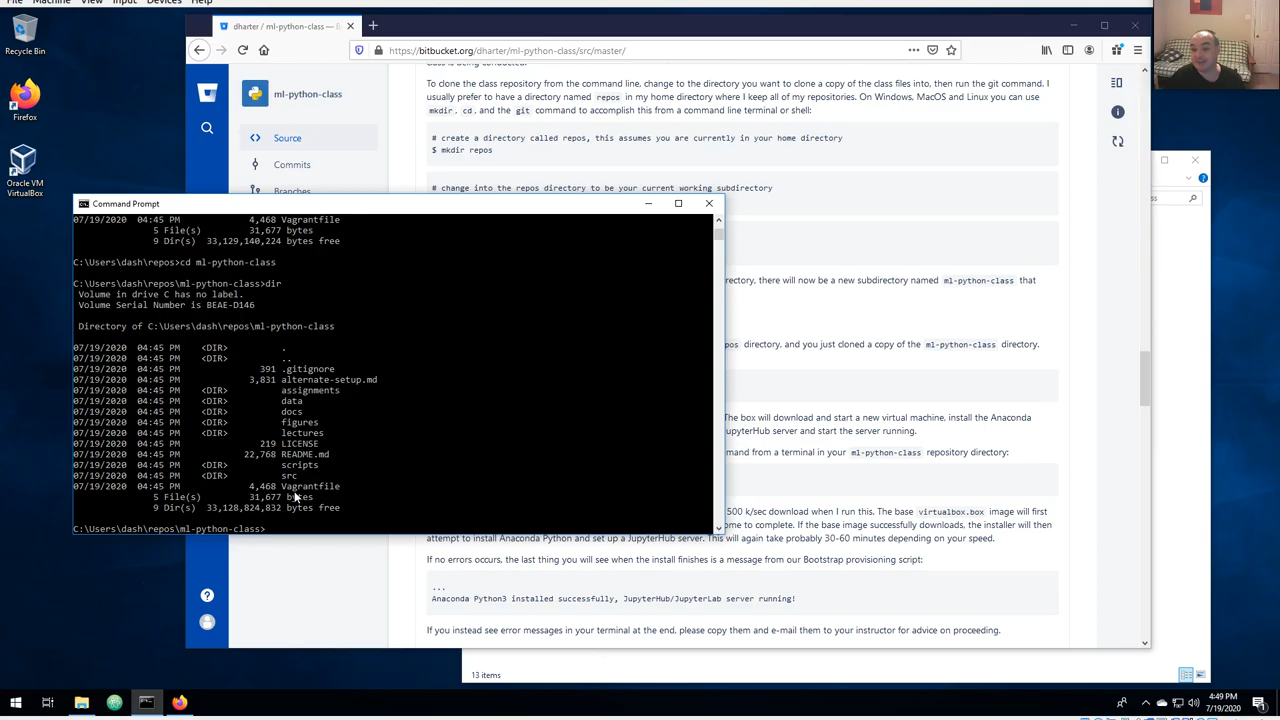 File Machine View Input Devices Help
Recycle Bin
Firefox
Oracle VM
VirtualBox
dharter / ml-python-class — B
https://bitbucket.org/dharter/ml-python-class/src/master/
ml-python-class
Source
Commits
Branches
class is being conducted.
To clone the class repository from the command line, change to the directory you want to clone a copy of the class files into, then run the git command. I
usually prefer to have a directory named repos in my home directory where I keep all of my repositories. On Windows, MacOS and Linux you can use
mkdir, cd, and the git command to accomplish this from a command line terminal or shell:
# create a directory called repos, this assumes you are currently in your home directory
$ mkdir repos
# change into the repos directory to be your current working subdirectory
directory, there will now be a new subdirectory named ml-python-class that
repos directory, and you just cloned a copy of the ml-python-class directory.
The box will download and start a new virtual machine, install the Anaconda
JupyterHub server and start the server running.
command from a terminal in your ml-python-class repository directory
500 k/sec download when I run this. The base virtualbox.box image will first
to complete. If the base image successfully downloads, the installer will then
attempt to install Anaconda Python and set up a JupyterHub server. This will again take probably 30-60 minutes depending on your speed.
If no errors occurs, the last thing you will see when the install finishes is a message from our Bootstrap provisioning script:
...
Anaconda Python3 installed successfully, JupyterHub/JupyterLab server running!
If you instead see error messages in your terminal at the end, please copy them and e-mail them to your instructor for advice on proceeding.
Command Prompt
07/19/2020 04:45 PM 4,468 Vagrantfile
5 File(s) 31,677 bytes
9 Dir(s) 33,129,140,224 bytes free
C:\Users\dash\repos>cd ml-python-class
C:\Users\dash\repos\ml-python-class>dir
Volume in drive C has no label.
Volume Serial Number is BEAE-D146
Directory of C:\Users\dash\repos\ml-python-class
07/19/2020 04:45 PM <DIR> .
07/19/2020 04:45 PM <DIR> ..
07/19/2020 04:45 PM 391 .gitignore
07/19/2020 04:45 PM 3,831 alternate-setup.md
07/19/2020 04:45 PM <DIR> assignments
07/19/2020 04:45 PM <DIR> data
07/19/2020 04:45 PM <DIR> docs
07/19/2020 04:45 PM <DIR> figures
07/19/2020 04:45 PM <DIR> lectures
07/19/2020 04:45 PM 219 LICENSE
07/19/2020 04:45 PM 22,768 README.md
07/19/2020 04:45 PM <DIR> scripts
07/19/2020 04:45 PM <DIR> src
07/19/2020 04:45 PM 4,468 Vagrantfile
5 File(s) 31,677 bytes
9 Dir(s) 33,128,824,832 bytes free
C:\Users\dash\repos\ml-python-class>
ss
13 items
4:49 PM
7/19/2020